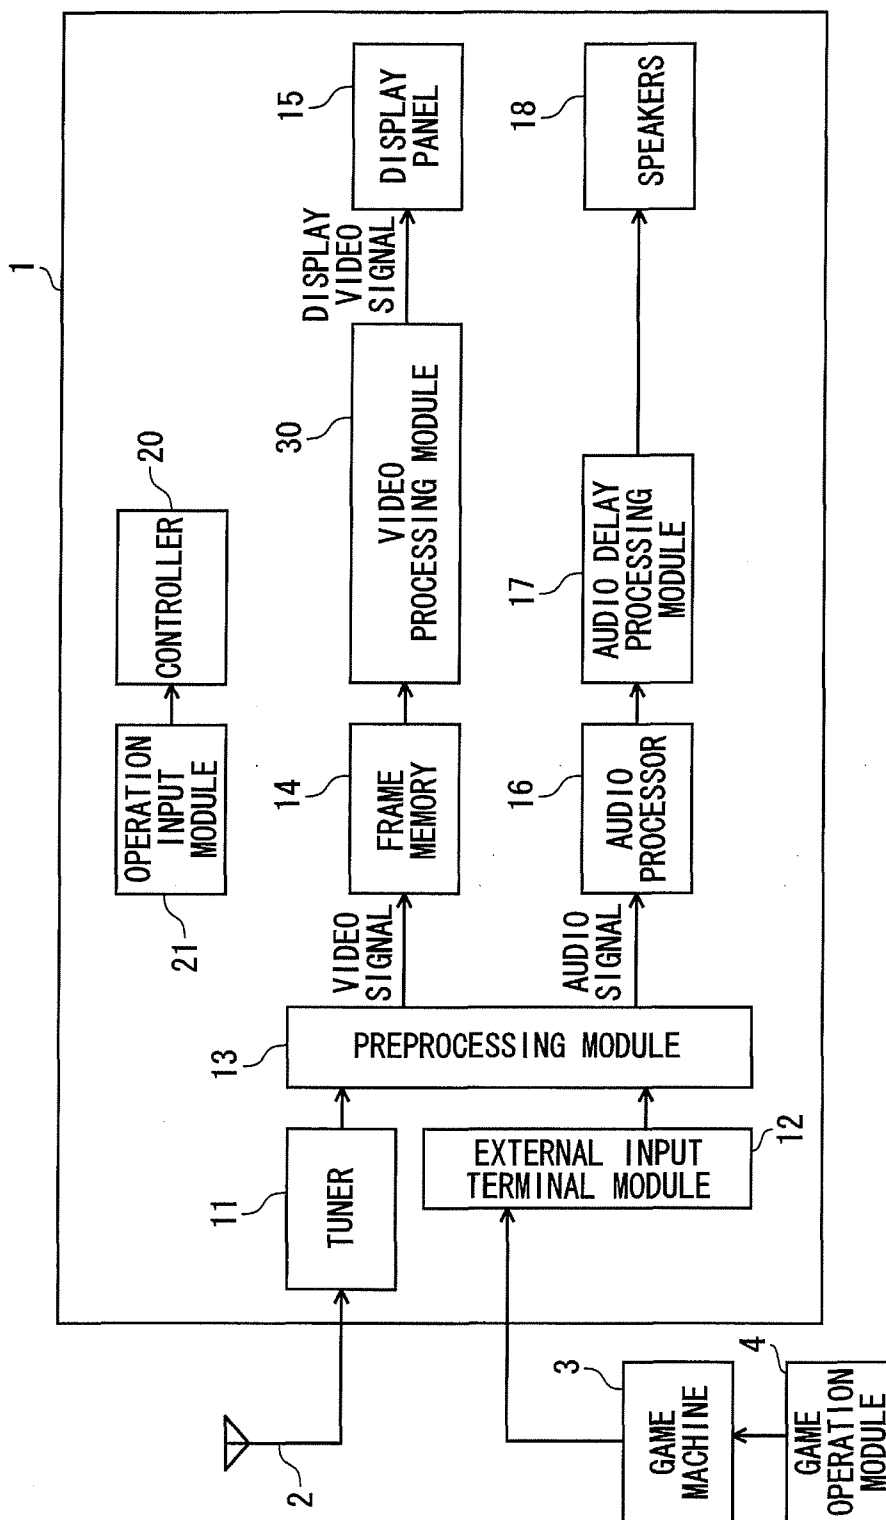 1
OPERATION
INPUT
MODULE
21
CONTROLLER
20
2
TUNER
11
PREPROCESSING MODULE
13
VIDEO
SIGNAL
FRAME
MEMORY
14
VIDEO
PROCESSING MODULE
30
DISPLAY
VIDEO
SIGNAL
DISPLAY
PANEL
15
EXTERNAL INPUT
TERMINAL MODULE
12
AUDIO
SIGNAL
AUDIO
PROCESSOR
16
AUDIO DELAY
PROCESSING
MODULE
17
SPEAKERS
18
GAME
MACHINE
3
GAME
OPERATION
MODULE
4